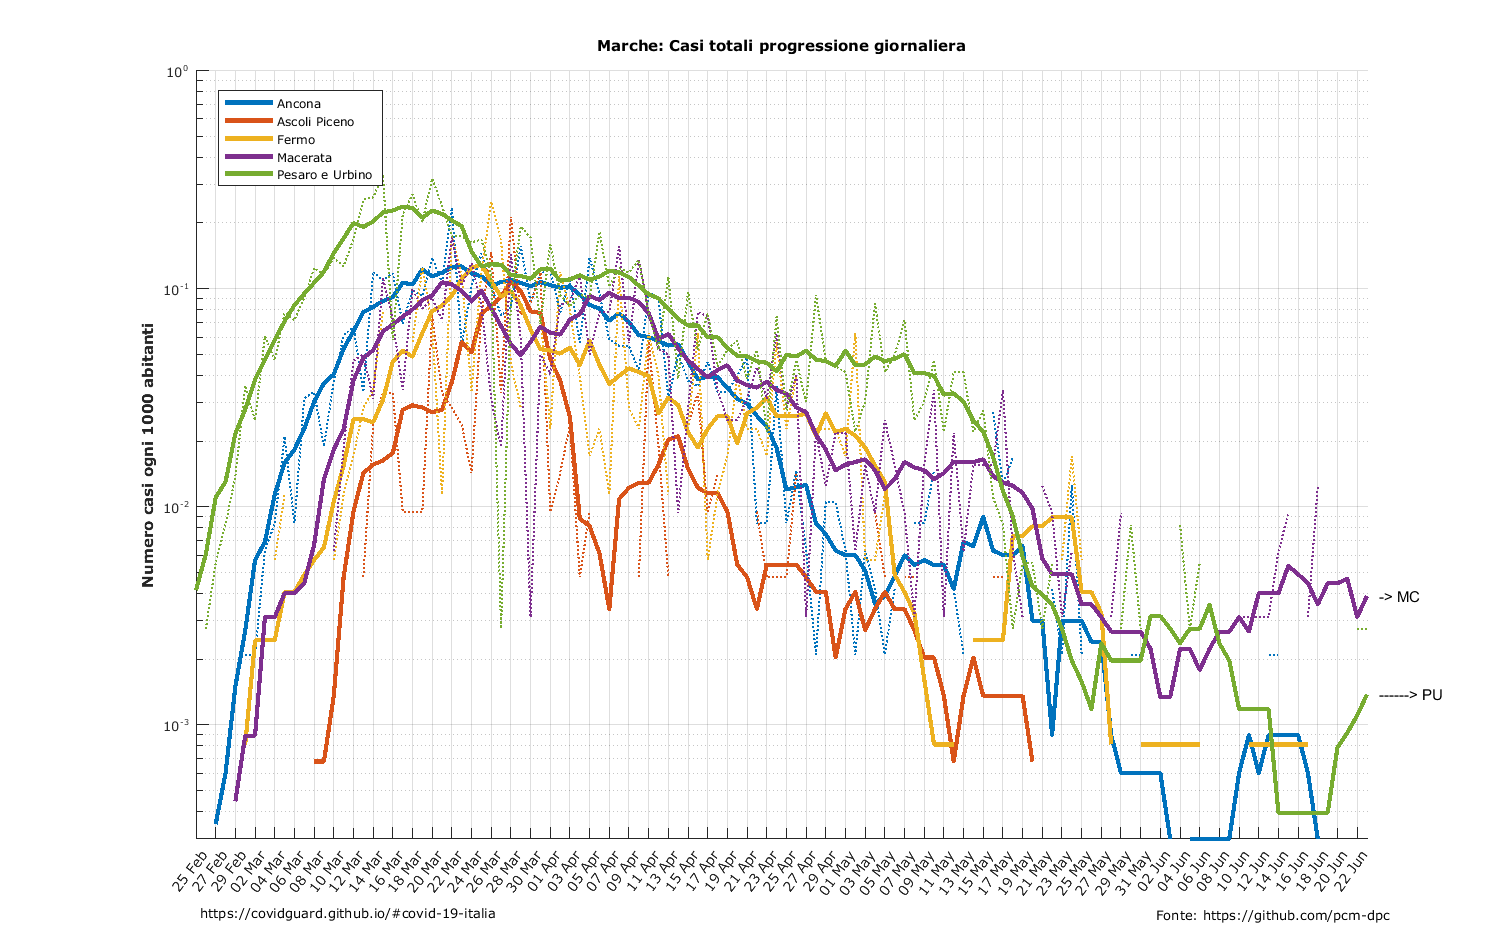 Marche: Casi totali progressione giornaliera
10^0
10^-1
10^-2
10^-3
Numero casi ogni 1000 abitanti
Ancona
Ascoli Piceno
Fermo
Macerata
Pesaro e Urbino
-> MC
------> PU
25 Feb
27 Feb
29 Feb
02 Mar
04 Mar
06 Mar
08 Mar
10 Mar
12 Mar
14 Mar
16 Mar
18 Mar
20 Mar
22 Mar
24 Mar
26 Mar
28 Mar
30 Mar
01 Apr
03 Apr
05 Apr
07 Apr
09 Apr
11 Apr
13 Apr
15 Apr
17 Apr
19 Apr
21 Apr
23 Apr
25 Apr
27 Apr
29 Apr
01 May
03 May
05 May
07 May
09 May
11 May
13 May
15 May
17 May
19 May
21 May
23 May
25 May
27 May
29 May
31 May
02 Jun
04 Jun
06 Jun
08 Jun
10 Jun
12 Jun
14 Jun
16 Jun
18 Jun
20 Jun
22 Jun
https://covidguard.github.io/#covid-19-italia
Fonte: https://github.com/pcm-dpc